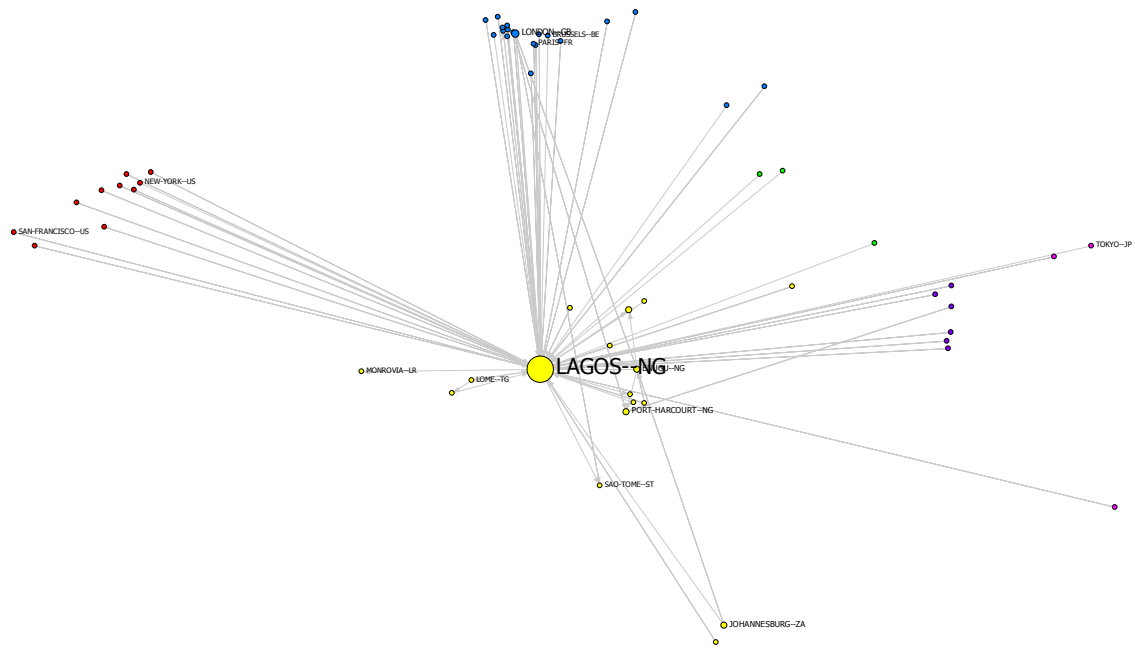 LONDON--GB
BRUSSELS--BE
PARIS--FR
NEW-YORK--US
SAN-FRANCISCO--US
TOKYO--JP
LAGOS--NG
MONROVIA--LR
LOME--TG
PORT-HARCOURT--NG
SAO-TOME--ST
JOHANNESBURG--ZA